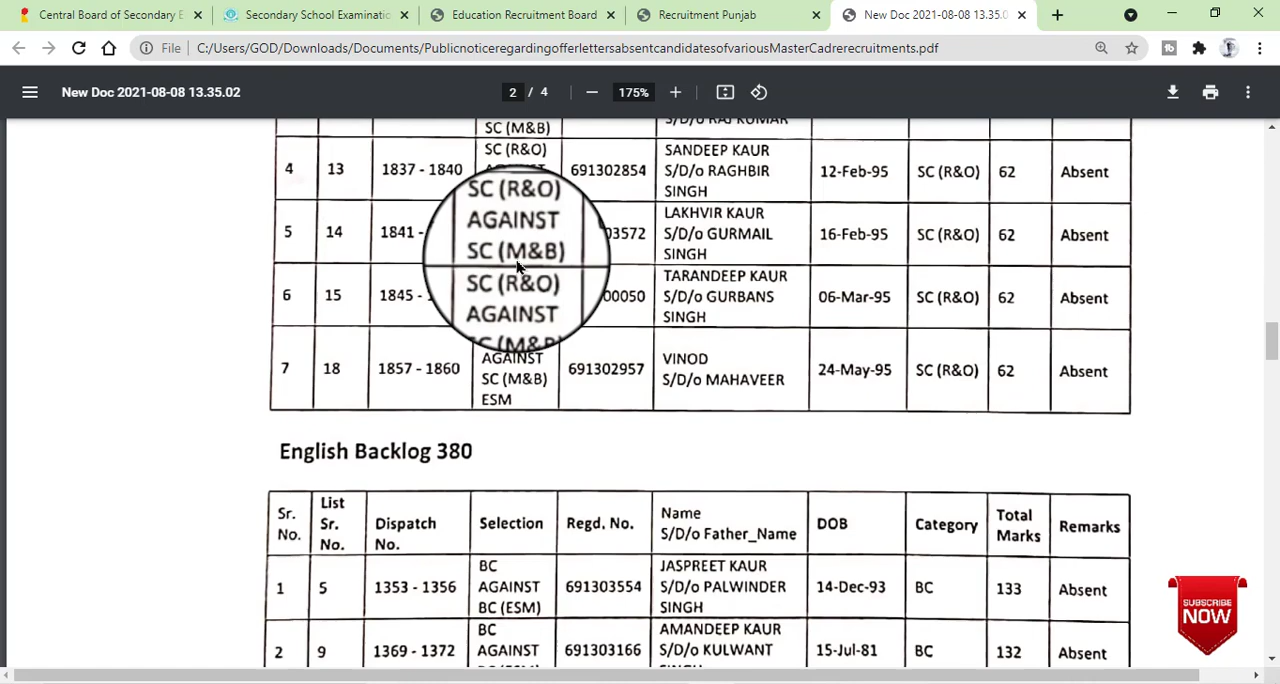 Central Board of Secondary E
Secondary School Examinatio
Education Recruitment Board
Recruitment Punjab
New Doc 2021-08-08 13.35.0
File
C:/Users/GOD/Downloads/Documents/PublicnoticeregardingofferlettersabsentcandidatesofvariousMasterCadrerecruitments.pdf
New Doc 2021-08-08 13.35.02
2 / 4
175%
SC (M&B)
S/D/o RAJ KUMAR
4 13 1837 - 1840 SC (R&O) 691302854 SANDEEP KAUR S/D/o RAGHBIR SINGH 12-Feb-95 SC (R&O) 62 Absent
SC (R&O)
AGAINST
SC (M&B)
SC (R&O)
AGAINST
SC (M&B)
5 14 1841 - 03572 LAKHVIR KAUR S/D/o GURMAIL SINGH 16-Feb-95 SC (R&O) 62 Absent
6 15 1845 - 00050 TARANDEEP KAUR S/D/o GURBANS SINGH 06-Mar-95 SC (R&O) 62 Absent
7 18 1857 - 1860 AGAINST SC (M&B) ESM 691302957 VINOD S/D/o MAHAVEER 24-May-95 SC (R&O) 62 Absent
English Backlog 380
Sr. No. List Sr. No. Dispatch No. Selection Regd. No. Name S/D/o Father_Name DOB Category Total Marks Remarks
1 5 1353 - 1356 BC AGAINST BC (ESM) 691303554 JASPREET KAUR S/D/o PALWINDER SINGH 14-Dec-93 BC 133 Absent
2 9 1369 - 1372 BC AGAINST 691303166 AMANDEEP KAUR S/D/o KULWANT 15-Jul-81 BC 132 Absent
SUBSCRIBE
NOW